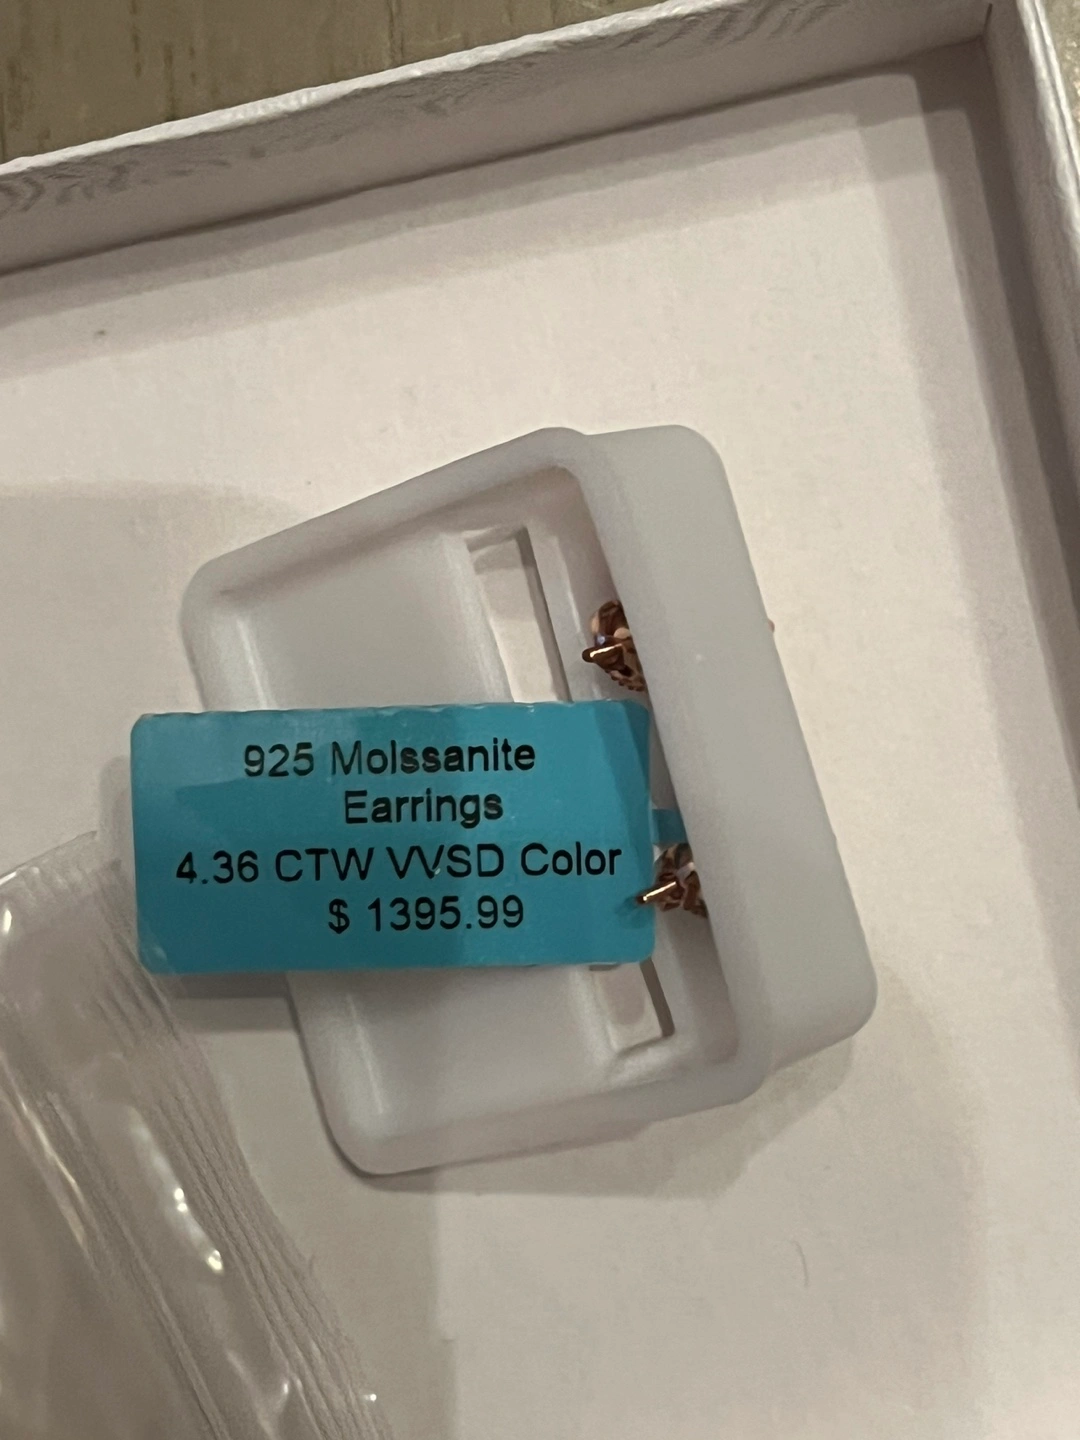 925 MoIssanite
Earrings
4.36 CTW VVSD Color
$ 1395.99